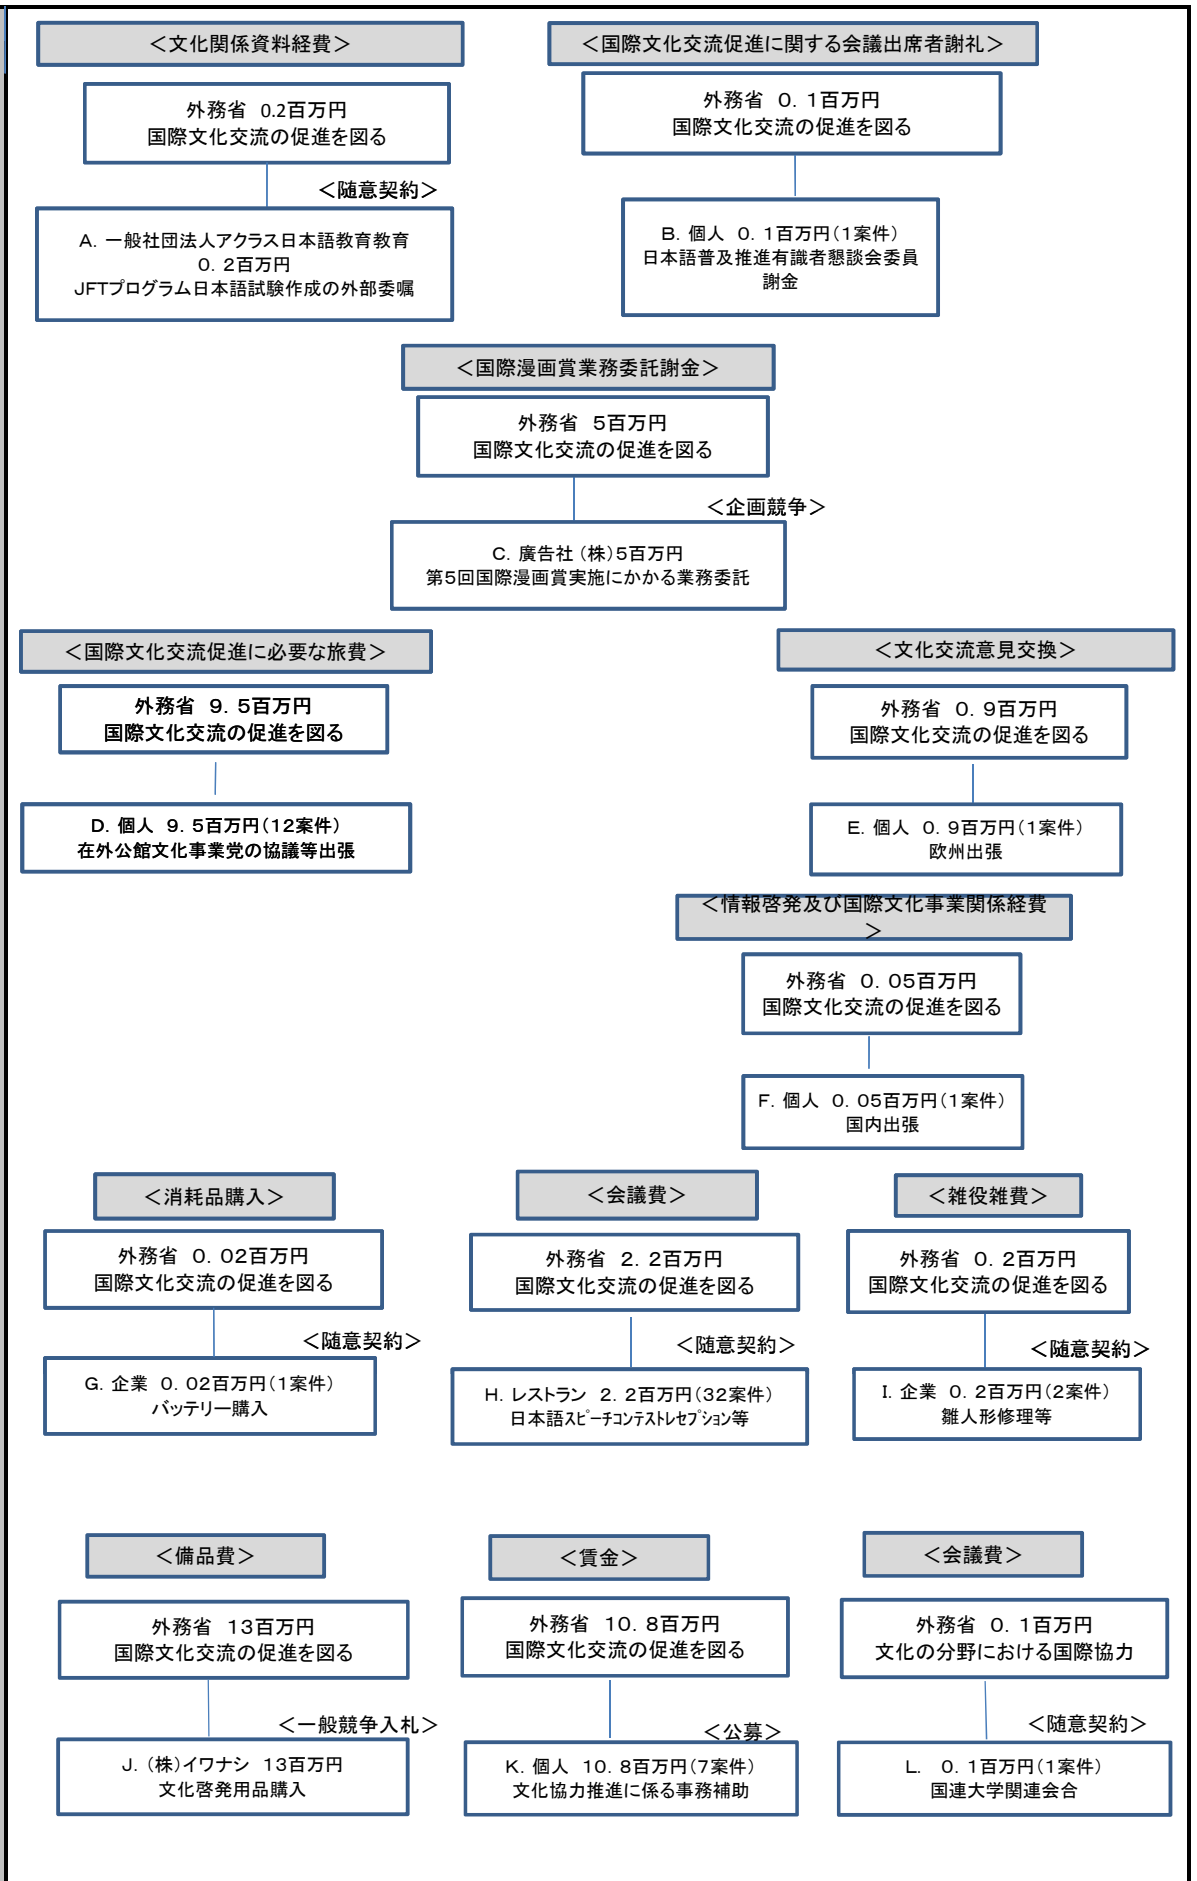 ＜文化関係資料経費＞
外務省 0.2百万円
国際文化交流の促進を図る
＜随意契約＞
A．一般社団法人アクラス日本語教育教育
０．２百万円
JFTプログラム日本語試験作成の外部委嘱
＜国際文化交流促進に関する会議出席者謝礼＞
外務省　０．１百万円
国際文化交流の促進を図る
B．個人　０．１百万円（１案件）
日本語普及推進有識者懇談会委員
謝金
＜国際漫画賞業務委託謝金＞
外務省　５百万円
国際文化交流の促進を図る
＜企画競争＞
C．廣告社（株）５百万円
第５回国際漫画賞実施にかかる業務委託
＜国際文化交流促進に必要な旅費＞
外務省　９．５百万円
国際文化交流の促進を図る
D．個人　９．５百万円（１２案件）
在外公館文化事業党の協議等出張
＜文化交流意見交換＞
外務省　０．９百万円
国際文化交流の促進を図る
E．個人　０．９百万円（１案件）
欧州出張
＜情報啓発及び国際文化事業関係経費
＞
外務省　０．０５百万円
国際文化交流の促進を図る
F．個人　０．０５百万円（１案件）
国内出張
＜消耗品購入＞
外務省　０．０２百万円
国際文化交流の促進を図る
＜随意契約＞
G．企業　０．０２百万円（１案件）
バッテリー購入
＜会議費＞
外務省　２．２百万円
国際文化交流の促進を図る
＜随意契約＞
H．レストラン　２．２百万円（３２案件）
日本語ｽﾋﾟｰﾁｺﾝﾃｽﾄﾚｾﾌﾟｼｮﾝ等
＜雑役雑費＞
外務省　０．２百万円
国際文化交流の促進を図る
＜随意契約＞
I．企業　０．２百万円（２案件）
雛人形修理等
＜備品費＞
外務省　１３百万円
国際文化交流の促進を図る
＜一般競争入札＞
J．（株）イワナシ　１３百万円
文化啓発用品購入
＜賃金＞
外務省　１０．８百万円
国際文化交流の促進を図る
＜公募＞
K．個人　１０．８百万円（７案件）
文化協力推進に係る事務補助
＜会議費＞
外務省　０．１百万円
文化の分野における国際協力
＜随意契約＞
L．　０．１百万円（１案件）
国連大学関連会合